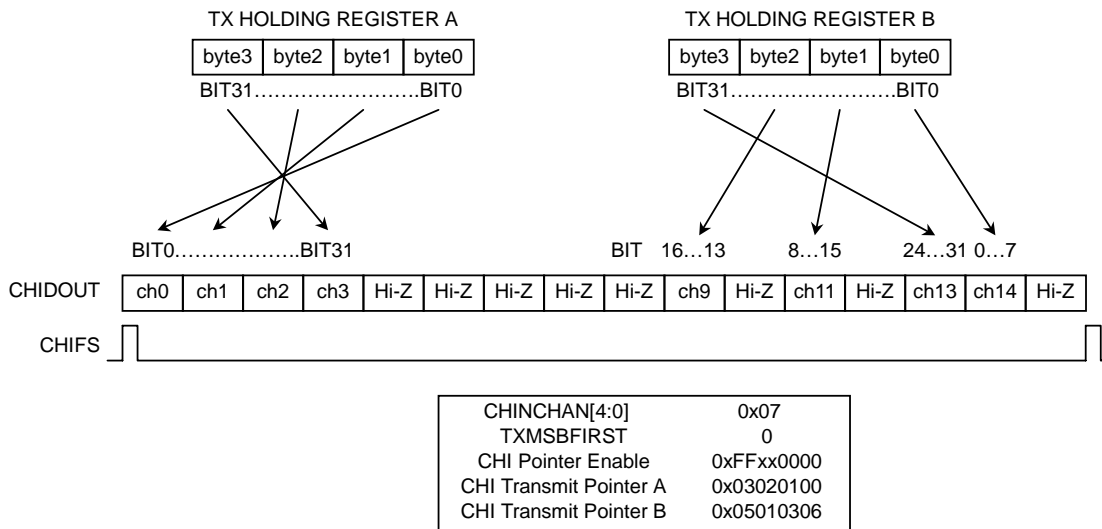 TX HOLDING REGISTER A TX HOLDING REGISTER B
byte3 byte2 byte1 byte0 byte3 byte2 byte1 byte0
BIT31…………………….BIT0 BIT31…………………….BIT0
BIT0………………..BIT31 BIT 16…13 8…15 24…31 0…7
CHIDOUT ch0 ch1 ch2 ch3 Hi-Z Hi-Z Hi-Z Hi-Z Hi-Z ch9 Hi-Z ch11 Hi-Z ch13 ch14 Hi-Z
CHIFS
CHINCHAN[4:0] 0x07
TXMSBFIRST 0
CHI Pointer Enable 0xFFxx0000
CHI Transmit Pointer A 0x03020100
CHI Transmit Pointer B 0x05010306